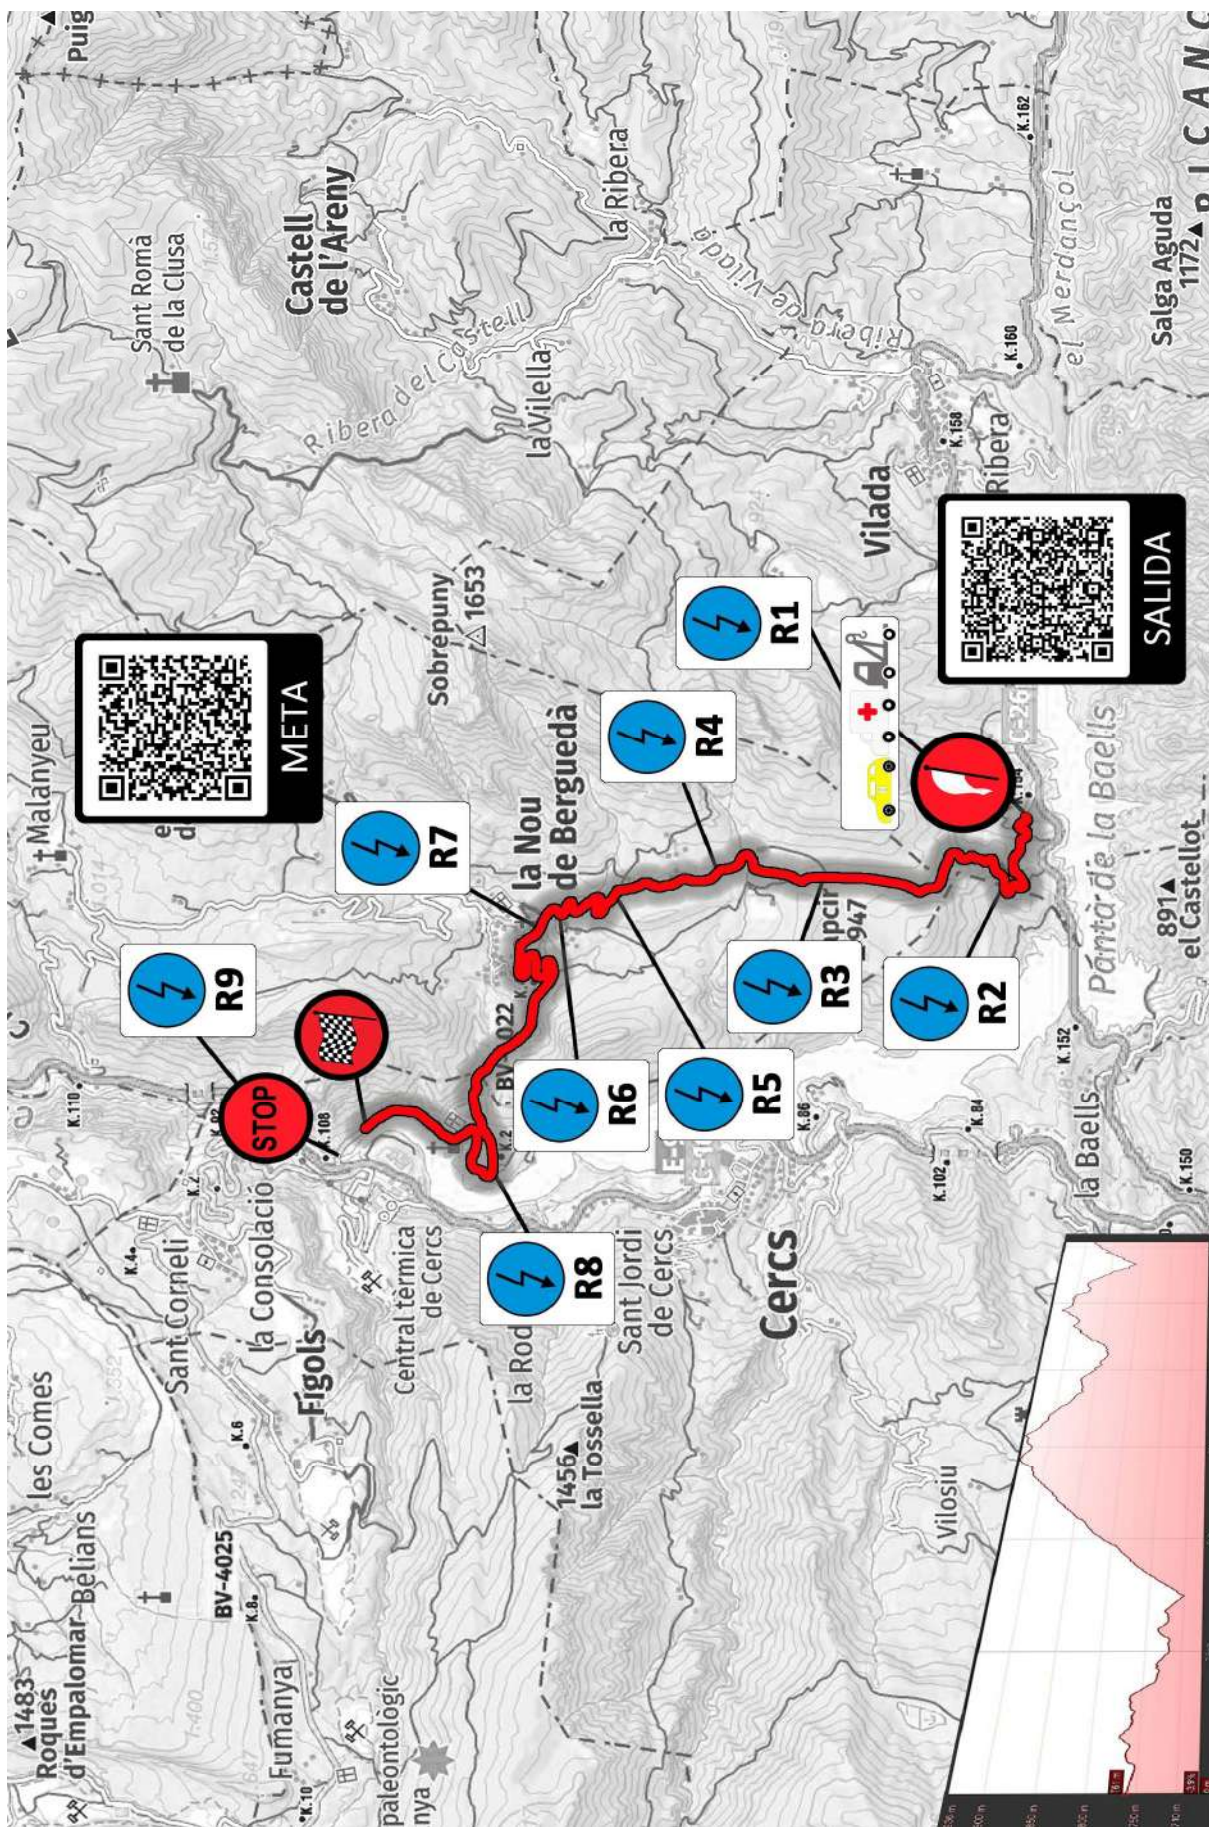 ▲1483
Roques
d'Empalomar
Belians
les Comes
Malanyeu
Puig
K.10
Fumanya
BV-4025
K.8
K.6
K.4
Sant Corneli
K.2
K.92
K.110
la Consolació
Fígols
STOP
R9
K.108
META
Sant Romà
de la Clusa
Castell
de l'Areny
Ribera del Castell
paleontològic
nya
Central tèrmica
de Cercs
R7
Sobrepuny
△1653
la Nou
de Berguedà
la Vilella
la Ribera
K.2
la Rod
R8
R6
1456▲
la Tossella
Sant Jordi
de Cercs
R5
R4
Ribera de Vilada
Cercs
K.86
R3
947
R1
Vilada
Vilosiu
K.102
K.84
R2
K.158
Ribera
C-26
SALIDA
K.160
K.162
el Merdançol
K.152
la Baells
K.150
Pantà de la Baells
891▲
el Castellot
Salga Aguda
1172▲